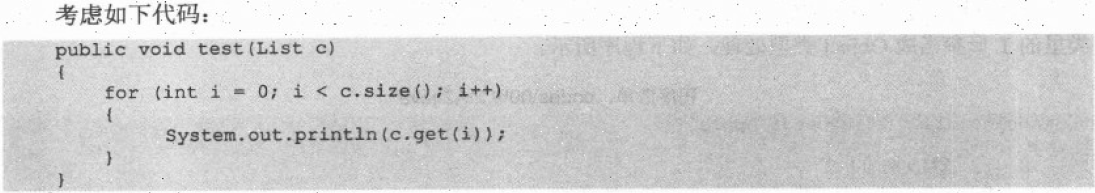 考虑如下代码：
public void test(List c)
{
for (int i = 0; i < c.size(); i++)
{
System.out.println(c.get(i));
}
}